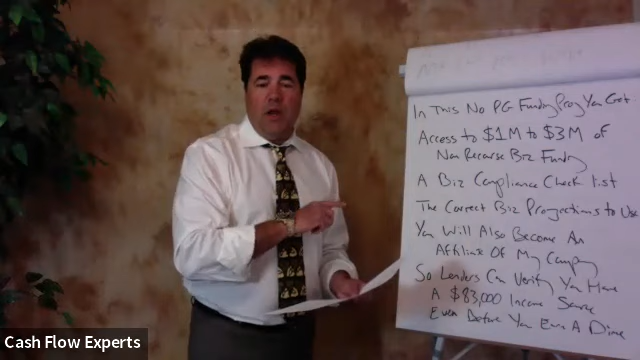 In This No PG Funding Prog You Get
Access to $1M to $3M of
Non Recourse Biz Funding
A Biz Compliance Check list
The Correct Biz Projections to Use
You Will Also Become An
Affiliate Of My Company
So Lenders Can Verify You Have
A $83,000 Income Source
Even Before You Earn A Dime
Cash Flow Experts